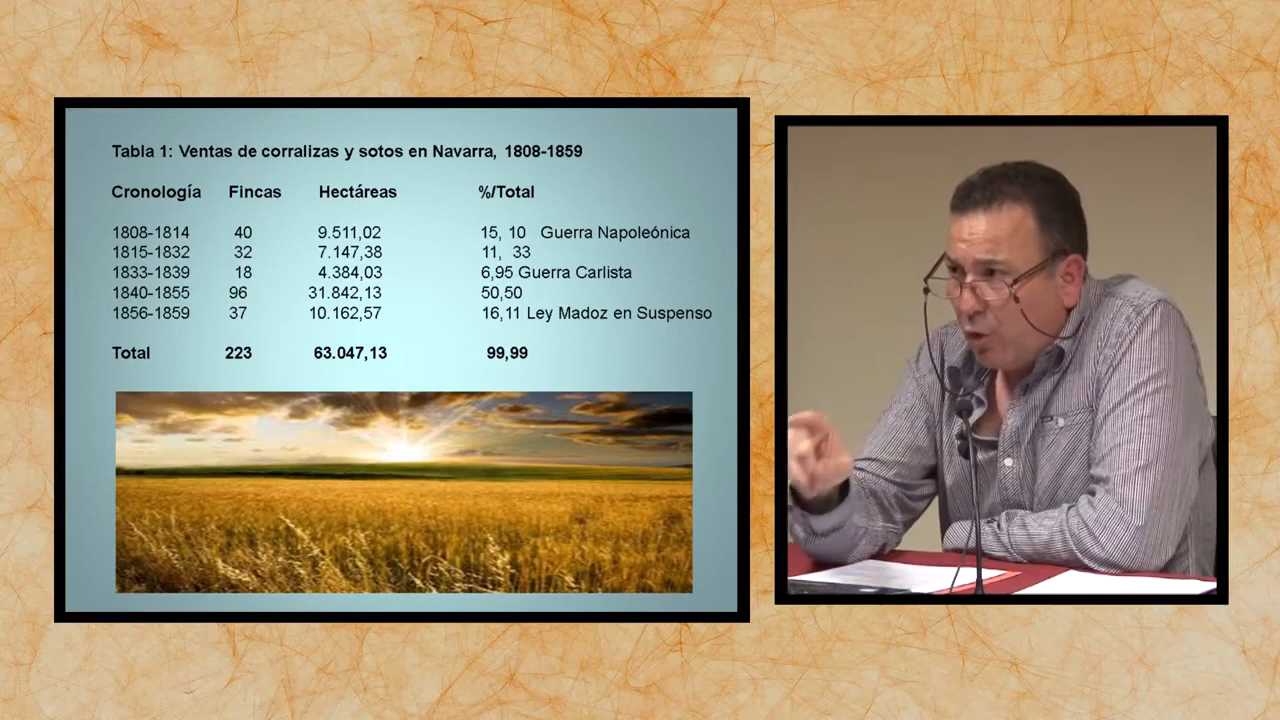 Tabla 1: Ventas de corralizas y sotos en Navarra, 1808-1859
Cronología Fincas Hectáreas %/Total
1808-1814 40 9.511,02 15, 10 Guerra Napoleónica
1815-1832 32 7.147,38 11, 33
1833-1839 18 4.384,03 6,95 Guerra Carlista
1840-1855 96 31.842,13 50,50
1856-1859 37 10.162,57 16,11 Ley Madoz en Suspenso
Total 223 63.047,13 99,99